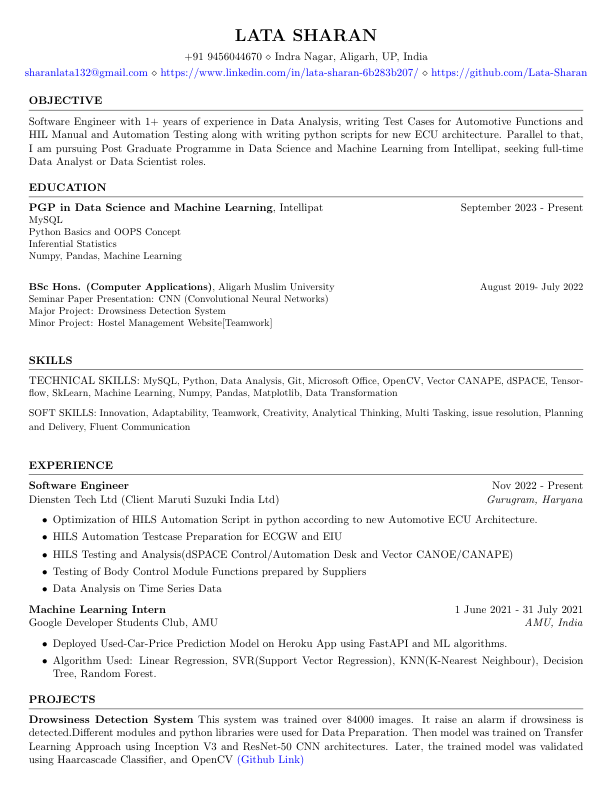 LATA SHARAN
+91 9456044670 ⋄ Indra Nagar, Aligarh, UP, India
sharanlata132@gmail.com ⋄ https://www.linkedin.com/in/lata-sharan-6b283b207/ ⋄ https://github.com/Lata-Sharan
OBJECTIVE
Software Engineer with 1+ years of experience in Data Analysis, writing Test Cases for Automotive Functions and
HIL Manual and Automation Testing along with writing python scripts for new ECU architecture. Parallel to that,
I am pursuing Post Graduate Programme in Data Science and Machine Learning from Intellipat, seeking full-time
Data Analyst or Data Scientist roles.
EDUCATION
PGP in Data Science and Machine Learning, Intellipat September 2023 - Present
MySQL
Python Basics and OOPS Concept
Inferential Statistics
Numpy, Pandas, Machine Learning
BSc Hons. (Computer Applications), Aligarh Muslim University August 2019- July 2022
Seminar Paper Presentation: CNN (Convolutional Neural Networks)
Major Project: Drowsiness Detection System
Minor Project: Hostel Management Website[Teamwork]
SKILLS
TECHNICAL SKILLS: MySQL, Python, Data Analysis, Git, Microsoft Office, OpenCV, Vector CANAPE, dSPACE, Tensor-
flow, SkLearn, Machine Learning, Numpy, Pandas, Matplotlib, Data Transformation
SOFT SKILLS: Innovation, Adaptability, Teamwork, Creativity, Analytical Thinking, Multi Tasking, issue resolution, Planning
and Delivery, Fluent Communication
EXPERIENCE
Software Engineer Nov 2022 - Present
Diensten Tech Ltd (Client Maruti Suzuki India Ltd) Gurugram, Haryana
• Optimization of HILS Automation Script in python according to new Automotive ECU Architecture.
• HILS Automation Testcase Preparation for ECGW and EIU
• HILS Testing and Analysis(dSPACE Control/Automation Desk and Vector CANOE/CANAPE)
• Testing of Body Control Module Functions prepared by Suppliers
• Data Analysis on Time Series Data
Machine Learning Intern 1 June 2021 - 31 July 2021
Google Developer Students Club, AMU AMU, India
• Deployed Used-Car-Price Prediction Model on Heroku App using FastAPI and ML algorithms.
• Algorithm Used: Linear Regression, SVR(Support Vector Regression), KNN(K-Nearest Neighbour), Decision
Tree, Random Forest.
PROJECTS
Drowsiness Detection System This system was trained over 84000 images. It raise an alarm if drowsiness is
detected.Different modules and python libraries were used for Data Preparation. Then model was trained on Transfer
Learning Approach using Inception V3 and ResNet-50 CNN architectures. Later, the trained model was validated
using Haarcascade Classifier, and OpenCV (Github Link)